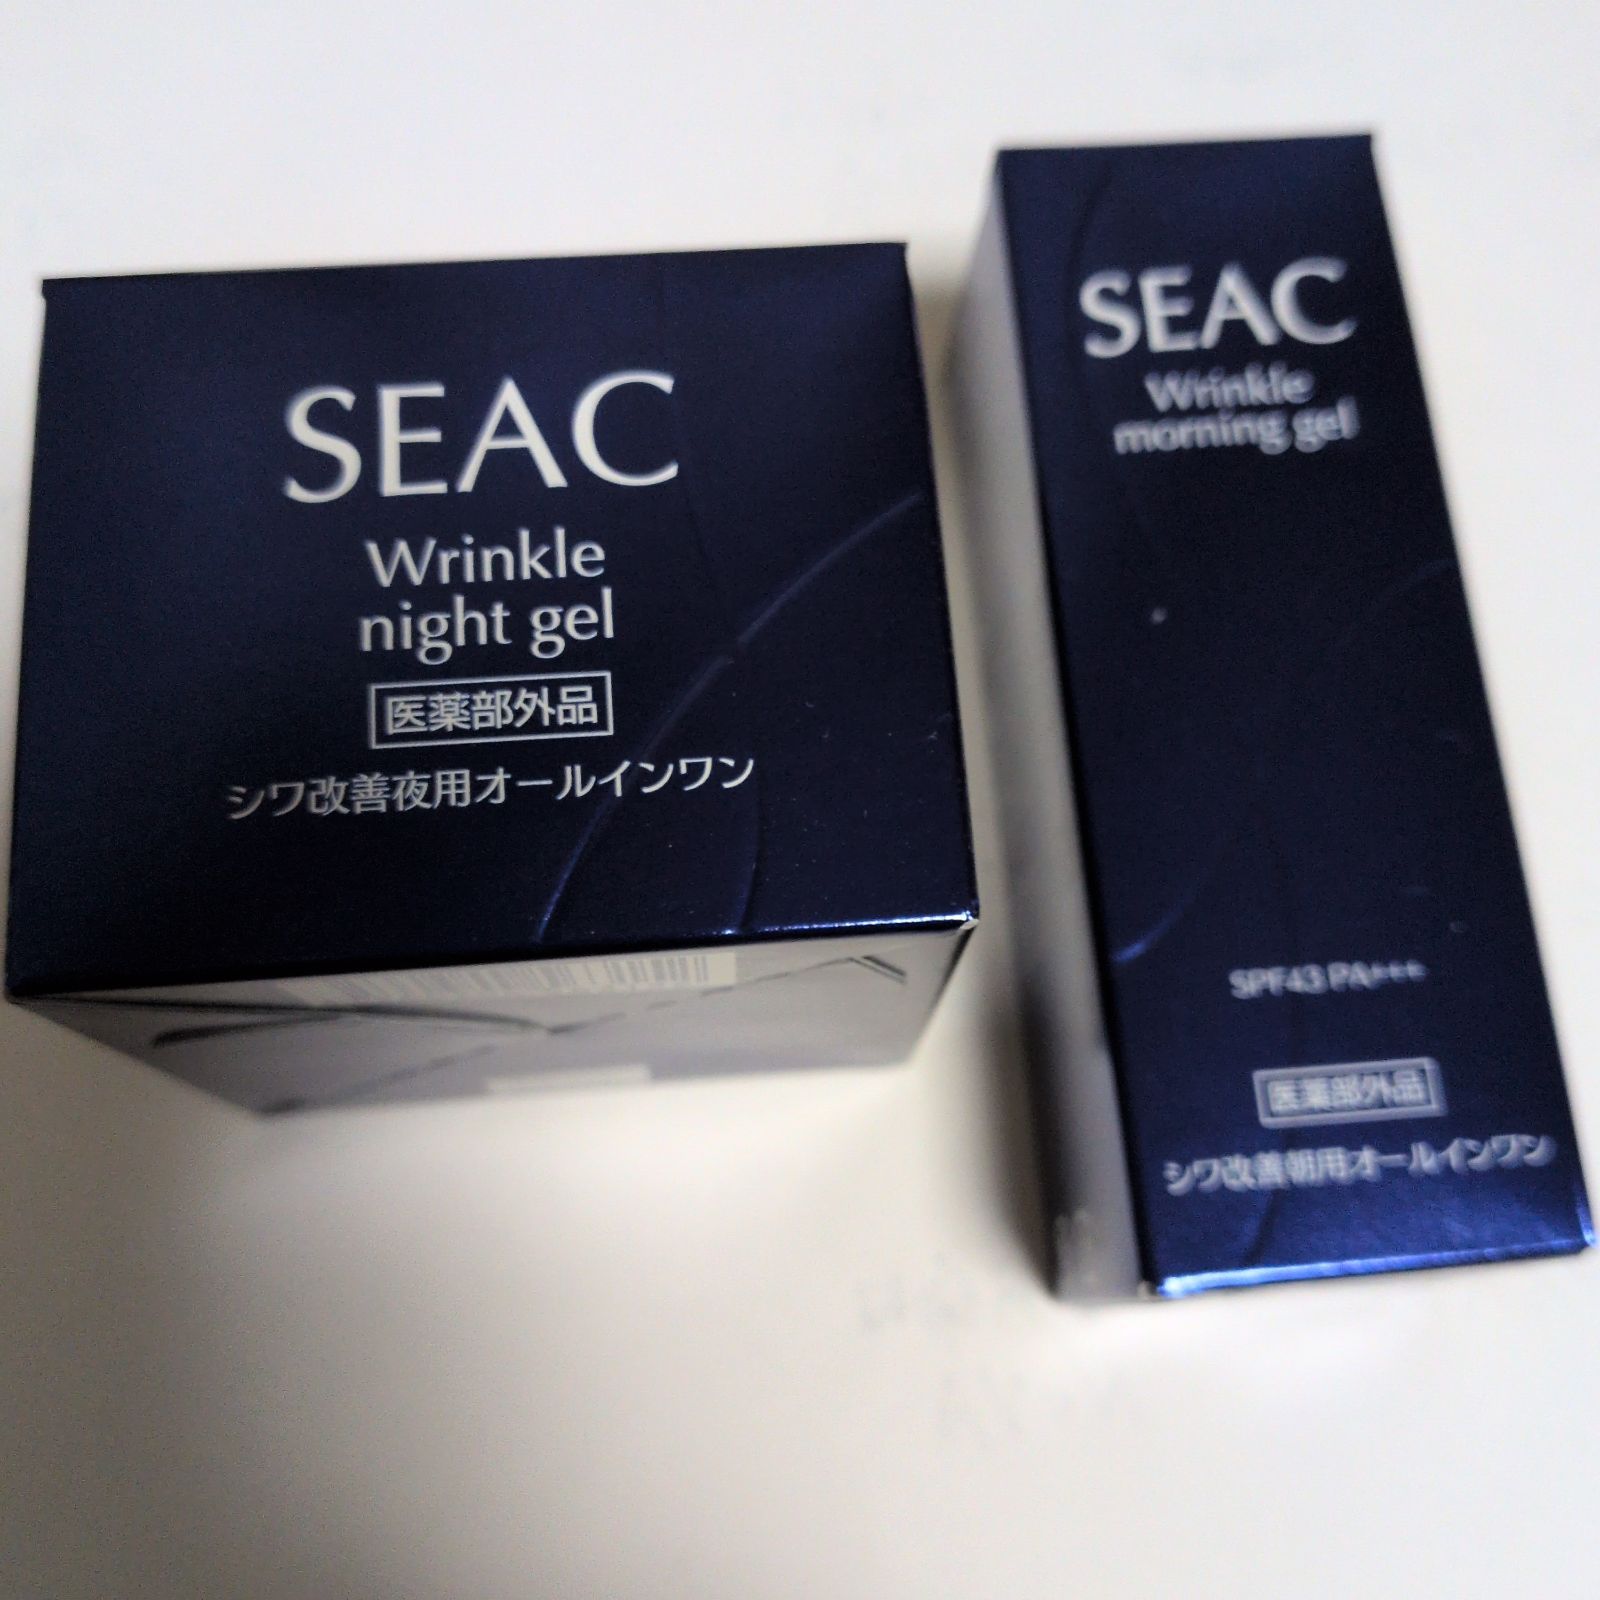 SEAC
Wrinkle
night gel
医薬部外品
シワ改善夜用オールインワン
SEAC
Wrinkle
morning gel
SPF43 PA+++
医薬部外品
シワ改善朝用オールインワン